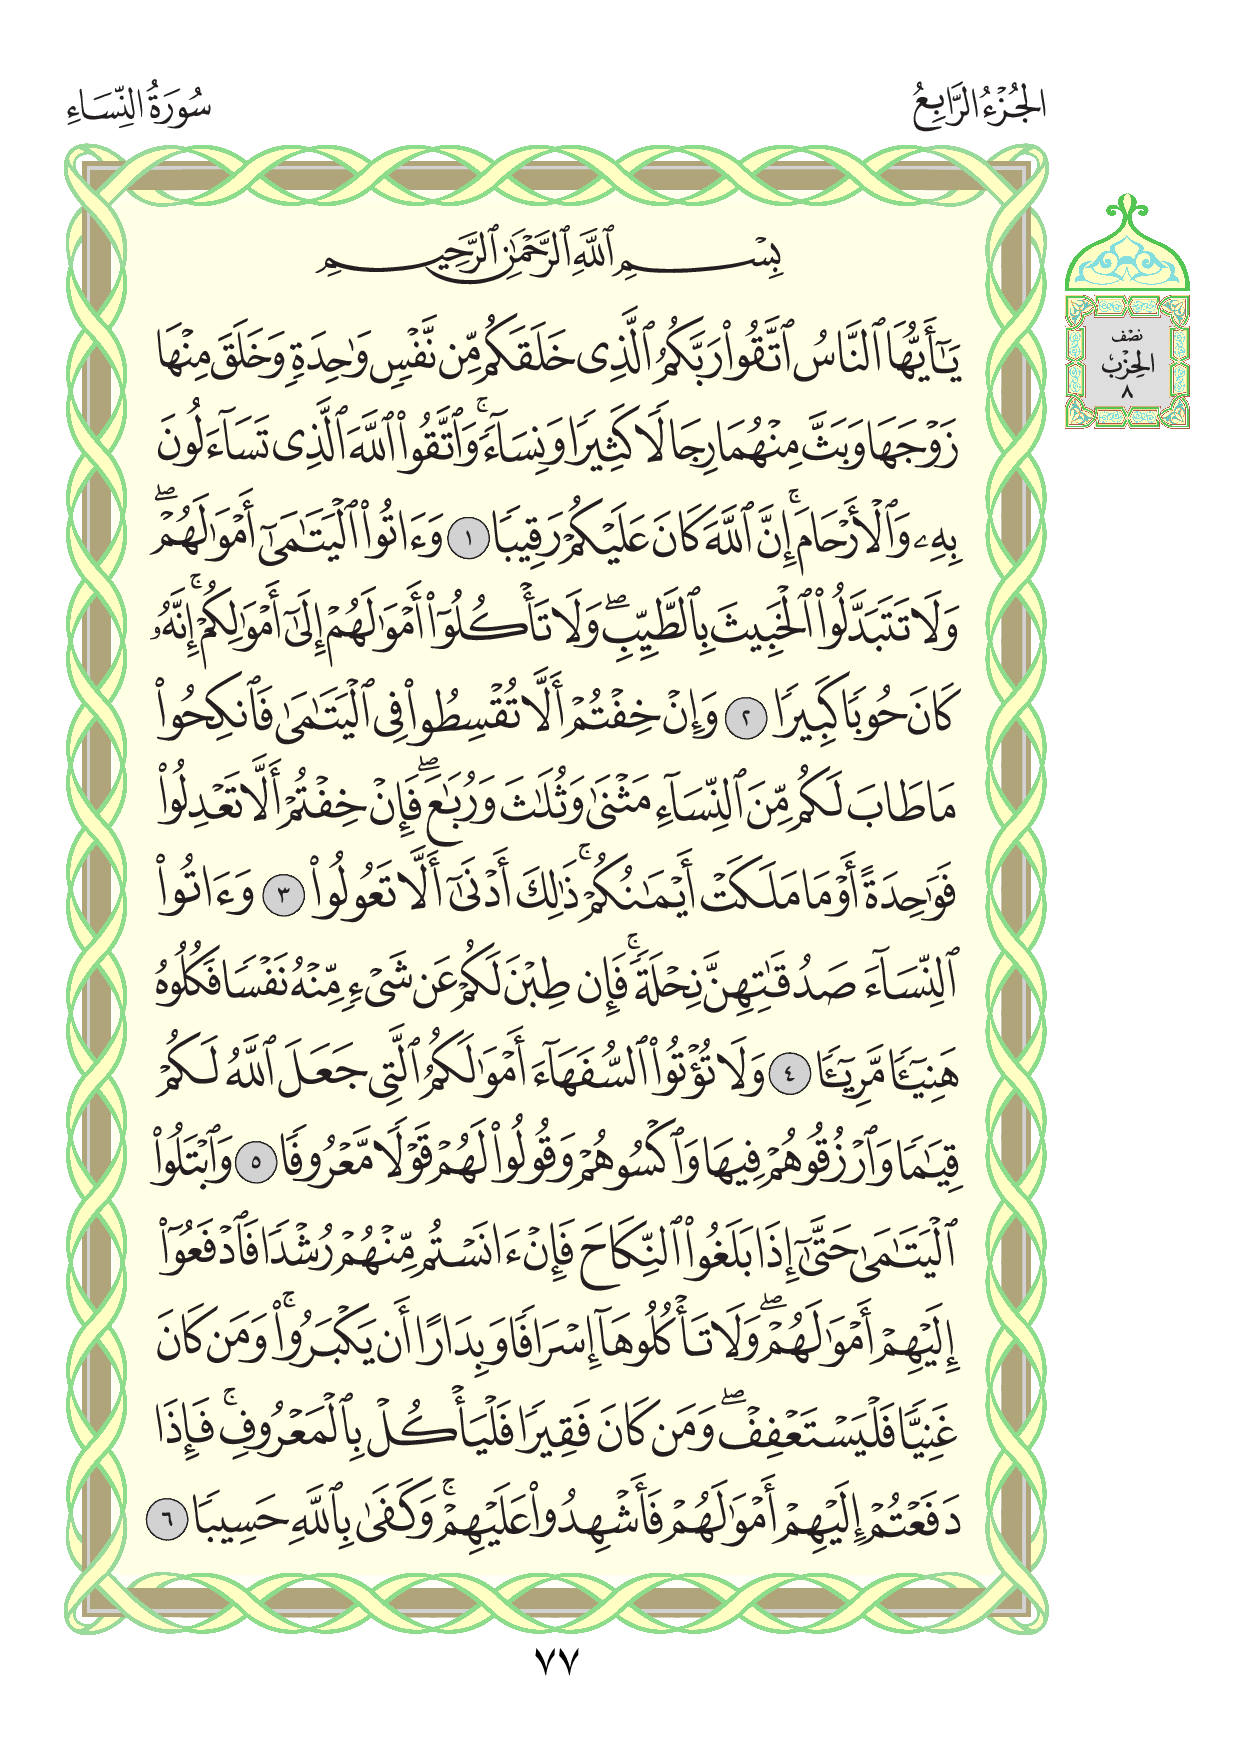 سُورَةُ النِّسَاءِ
الجُزْءُ الرَّابِعُ
نصف
الحِزْب
٨
بِسْمِ ٱللَّهِ ٱلرَّحْمَٰنِ ٱلرَّحِيمِ
يَٰٓأَيُّهَا ٱلنَّاسُ ٱتَّقُوا۟ رَبَّكُمُ ٱلَّذِى خَلَقَكُم مِّن نَّفْسٍ وَٰحِدَةٍ وَخَلَقَ مِنْهَا
زَوْجَهَا وَبَثَّ مِنْهُمَا رِجَالًا كَثِيرًا وَنِسَآءً ۚ وَٱتَّقُوا۟ ٱللَّهَ ٱلَّذِى تَسَآءَلُونَ
بِهِۦ وَٱلْأَرْحَامَ ۚ إِنَّ ٱللَّهَ كَانَ عَلَيْكُمْ رَقِيبًا ١ وَءَاتُوا۟ ٱلْيَتَٰمَىٰٓ أَمْوَٰلَهُمْ ۖ
وَلَا تَتَبَدَّلُوا۟ ٱلْخَبِيثَ بِٱلطَّيِّبِ ۖ وَلَا تَأْكُلُوٓا۟ أَمْوَٰلَهُمْ إِلَىٰٓ أَمْوَٰلِكُمْ ۚ إِنَّهُۥ
كَانَ حُوبًا كَبِيرًا ٢ وَإِنْ خِفْتُمْ أَلَّا تُقْسِطُوا۟ فِى ٱلْيَتَٰمَىٰ فَٱنكِحُوا۟
مَا طَابَ لَكُم مِّنَ ٱلنِّسَآءِ مَثْنَىٰ وَثُلَٰثَ وَرُبَٰعَ ۖ فَإِنْ خِفْتُمْ أَلَّا تَعْدِلُوا۟
فَوَٰحِدَةً أَوْ مَا مَلَكَتْ أَيْمَٰنُكُمْ ۚ ذَٰلِكَ أَدْنَىٰٓ أَلَّا تَعُولُوا۟ ٣ وَءَاتُوا۟
ٱلنِّسَآءَ صَدُقَٰتِهِنَّ نِحْلَةً ۚ فَإِن طِبْنَ لَكُمْ عَن شَىْءٍ مِّنْهُ نَفْسًا فَكُلُوهُ
هَنِيٓـًٔا مَّرِيٓـًٔا ٤ وَلَا تُؤْتُوا۟ ٱلسُّفَهَآءَ أَمْوَٰلَكُمُ ٱلَّتِى جَعَلَ ٱللَّهُ لَكُمْ
قِيَٰمًا وَٱرْزُقُوهُمْ فِيهَا وَٱكْسُوهُمْ وَقُولُوا۟ لَهُمْ قَوْلًا مَّعْرُوفًا ٥ وَٱبْتَلُوا۟
ٱلْيَتَٰمَىٰ حَتَّىٰٓ إِذَا بَلَغُوا۟ ٱلنِّكَاحَ فَإِنْ ءَانَسْتُم مِّنْهُمْ رُشْدًا فَٱدْفَعُوٓا۟
إِلَيْهِمْ أَمْوَٰلَهُمْ ۖ وَلَا تَأْكُلُوهَآ إِسْرَافًا وَبِدَارًا أَن يَكْبَرُوا۟ ۚ وَمَن كَانَ
غَنِيًّا فَلْيَسْتَعْفِفْ ۖ وَمَن كَانَ فَقِيرًا فَلْيَأْكُلْ بِٱلْمَعْرُوفِ ۚ فَإِذَا
دَفَعْتُمْ إِلَيْهِمْ أَمْوَٰلَهُمْ فَأَشْهِدُوا۟ عَلَيْهِمْ ۚ وَكَفَىٰ بِٱللَّهِ حَسِيبًا ٦
٧٧